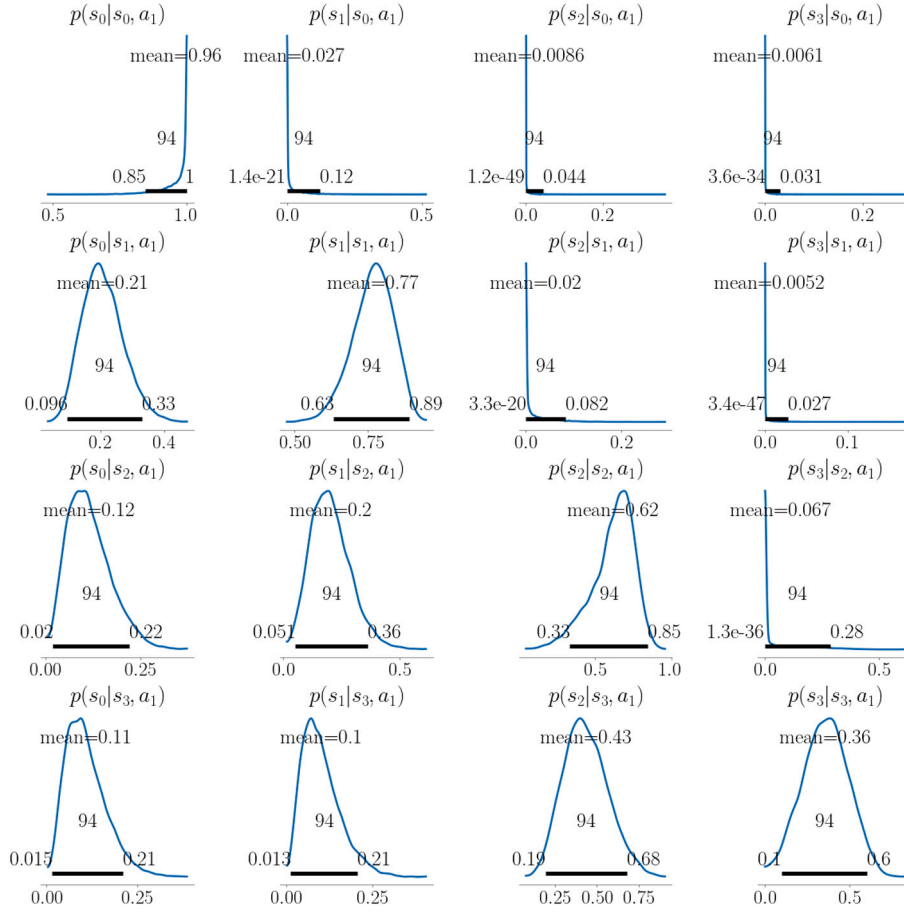 p(s₀|s₀, a₁) p(s₁|s₀, a₁) p(s₂|s₀, a₁) p(s₃|s₀, a₁)
mean=0.96 mean=0.027 mean=0.0086 mean=0.0061
94 94 94 94
0.85 1 1.4e-21 0.12 1.2e-49 0.044 3.6e-34 0.031
0.5 1.0 0.0 0.5 0.0 0.2 0.0 0.2
p(s₀|s₁, a₁) p(s₁|s₁, a₁) p(s₂|s₁, a₁) p(s₃|s₁, a₁)
mean=0.21 mean=0.77 mean=0.02 mean=0.0052
94 94 94 94
0.096 0.33 0.63 0.89 3.3e-20 0.082 3.4e-47 0.027
0.2 0.4 0.50 0.75 0.0 0.2 0.0 0.1
p(s₀|s₂, a₁) p(s₁|s₂, a₁) p(s₂|s₂, a₁) p(s₃|s₂, a₁)
mean=0.12 mean=0.2 mean=0.62 mean=0.067
94 94 94 94
0.02 0.22 0.051 0.36 0.33 0.85 1.3e-36 0.28
0.00 0.25 0.0 0.5 0.5 1.0 0.0 0.5
p(s₀|s₃, a₁) p(s₁|s₃, a₁) p(s₂|s₃, a₁) p(s₃|s₃, a₁)
mean=0.11 mean=0.1 mean=0.43 mean=0.36
94 94 94 94
0.015 0.21 0.013 0.21 0.19 0.68 0.1 0.6
0.00 0.25 0.00 0.25 0.25 0.50 0.75 0.0 0.5